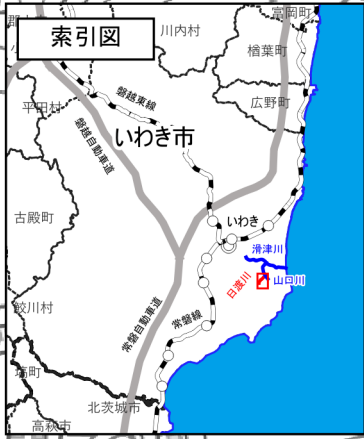 索引図
富岡町
郡山
川内村
楢葉町
広野町
磐越東線
平田村
いわき市
磐越自動車道
古殿町
いわき
滑津川
日渡川
山口川
鮫川村
常磐自動車道
常磐線
塙町
北茨城市
高萩市